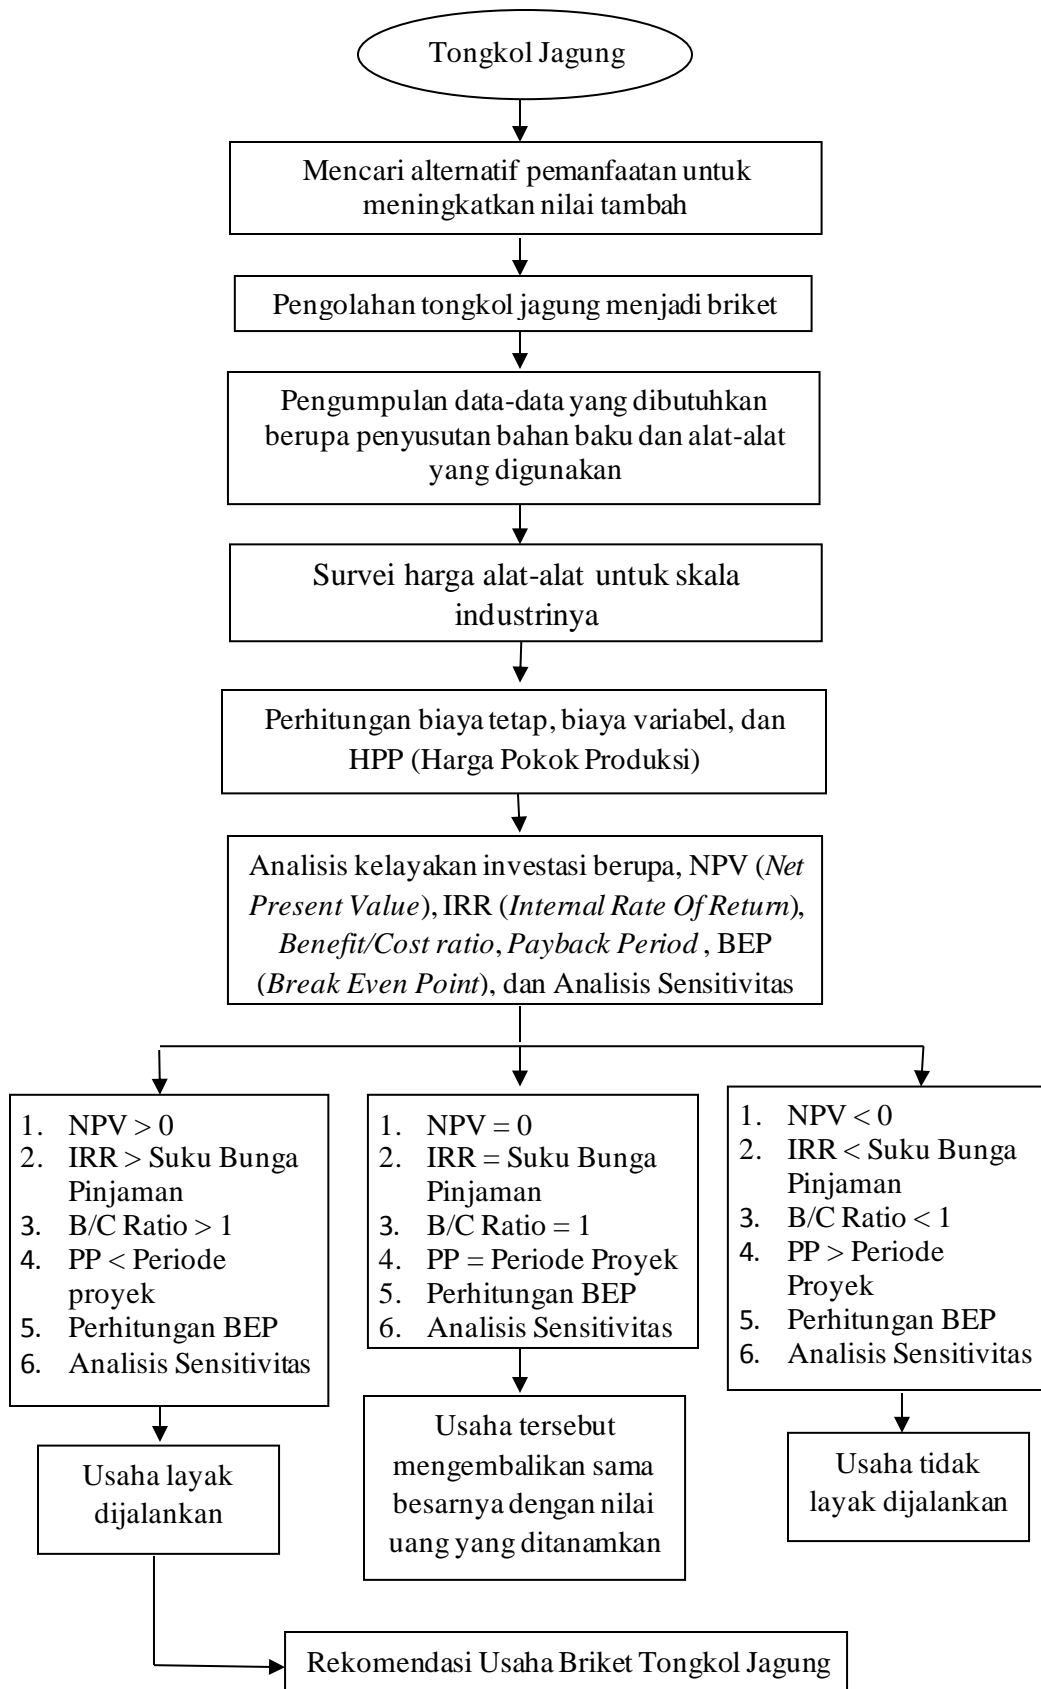 Tongkol Jagung
Mencari alternatif pemanfaatan untuk
meningkatkan nilai tambah
Pengolahan tongkol jagung menjadi briket
Pengumpulan data-data yang dibutuhkan
berupa penyusutan bahan baku dan alat-alat
yang digunakan
Survei harga alat-alat untuk skala
industrinya
Perhitungan biaya tetap, biaya variabel, dan
HPP (Harga Pokok Produksi)
Analisis kelayakan investasi berupa, NPV (Net
Present Value), IRR (Internal Rate Of Return),
Benefit/Cost ratio, Payback Period , BEP
(Break Even Point), dan Analisis Sensitivitas
1. NPV > 0
2. IRR > Suku Bunga
Pinjaman
3. B/C Ratio > 1
4. PP < Periode
proyek
5. Perhitungan BEP
6. Analisis Sensitivitas
1. NPV = 0
2. IRR = Suku Bunga
Pinjaman
3. B/C Ratio = 1
4. PP = Periode Proyek
5. Perhitungan BEP
6. Analisis Sensitivitas
1. NPV < 0
2. IRR < Suku Bunga
Pinjaman
3. B/C Ratio < 1
4. PP > Periode
Proyek
5. Perhitungan BEP
6. Analisis Sensitivitas
Usaha layak
dijalankan
Usaha tersebut
mengembalikan sama
besarnya dengan nilai
uang yang ditanamkan
Usaha tidak
layak dijalankan
Rekomendasi Usaha Briket Tongkol Jagung